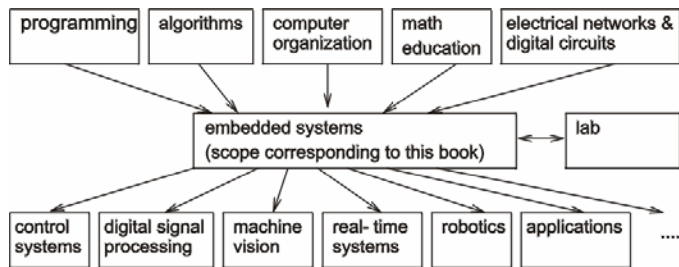 programming
algorithms
computer
organization
math
education
electrical networks &
digital circuits
embedded systems
(scope corresponding to this book)
lab
control
systems
digital signal
processing
machine
vision
real- time
systems
robotics
applications
....